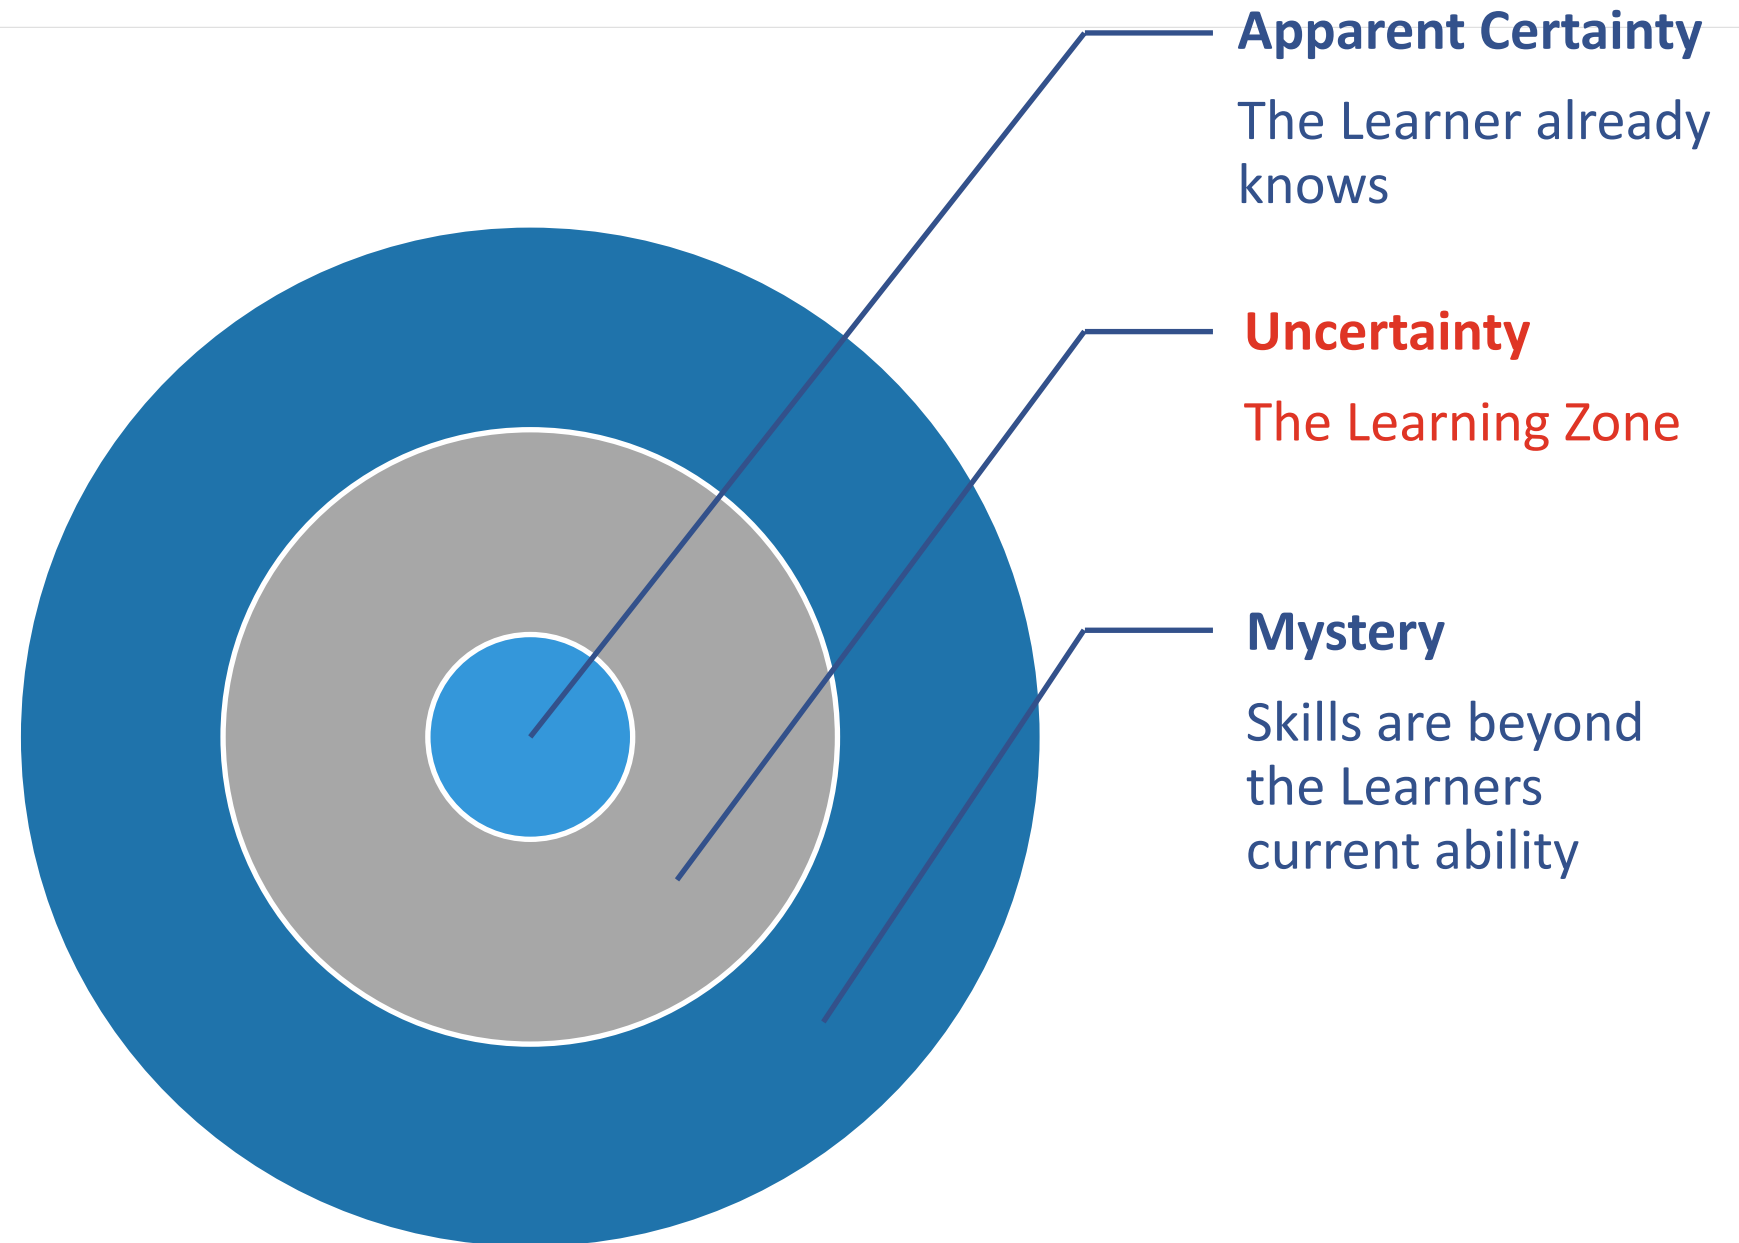 Apparent Certainty
The Learner already
knows
Uncertainty
The Learning Zone
Mystery
Skills are beyond
the Learners
current ability